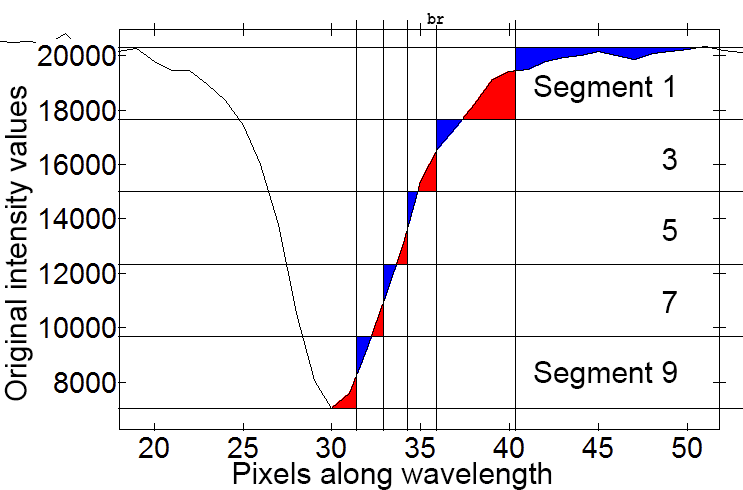 br
20000
18000
16000
14000
12000
10000
8000
Original intensity values
Segment 1
3
5
7
Segment 9
20 25 30 35 40 45 50
Pixels along wavelength